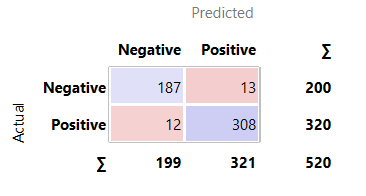 Predicted
Negative Positive ∑
Negative 187 13 200
Actual
Positive 12 308 320
∑ 199 321 520